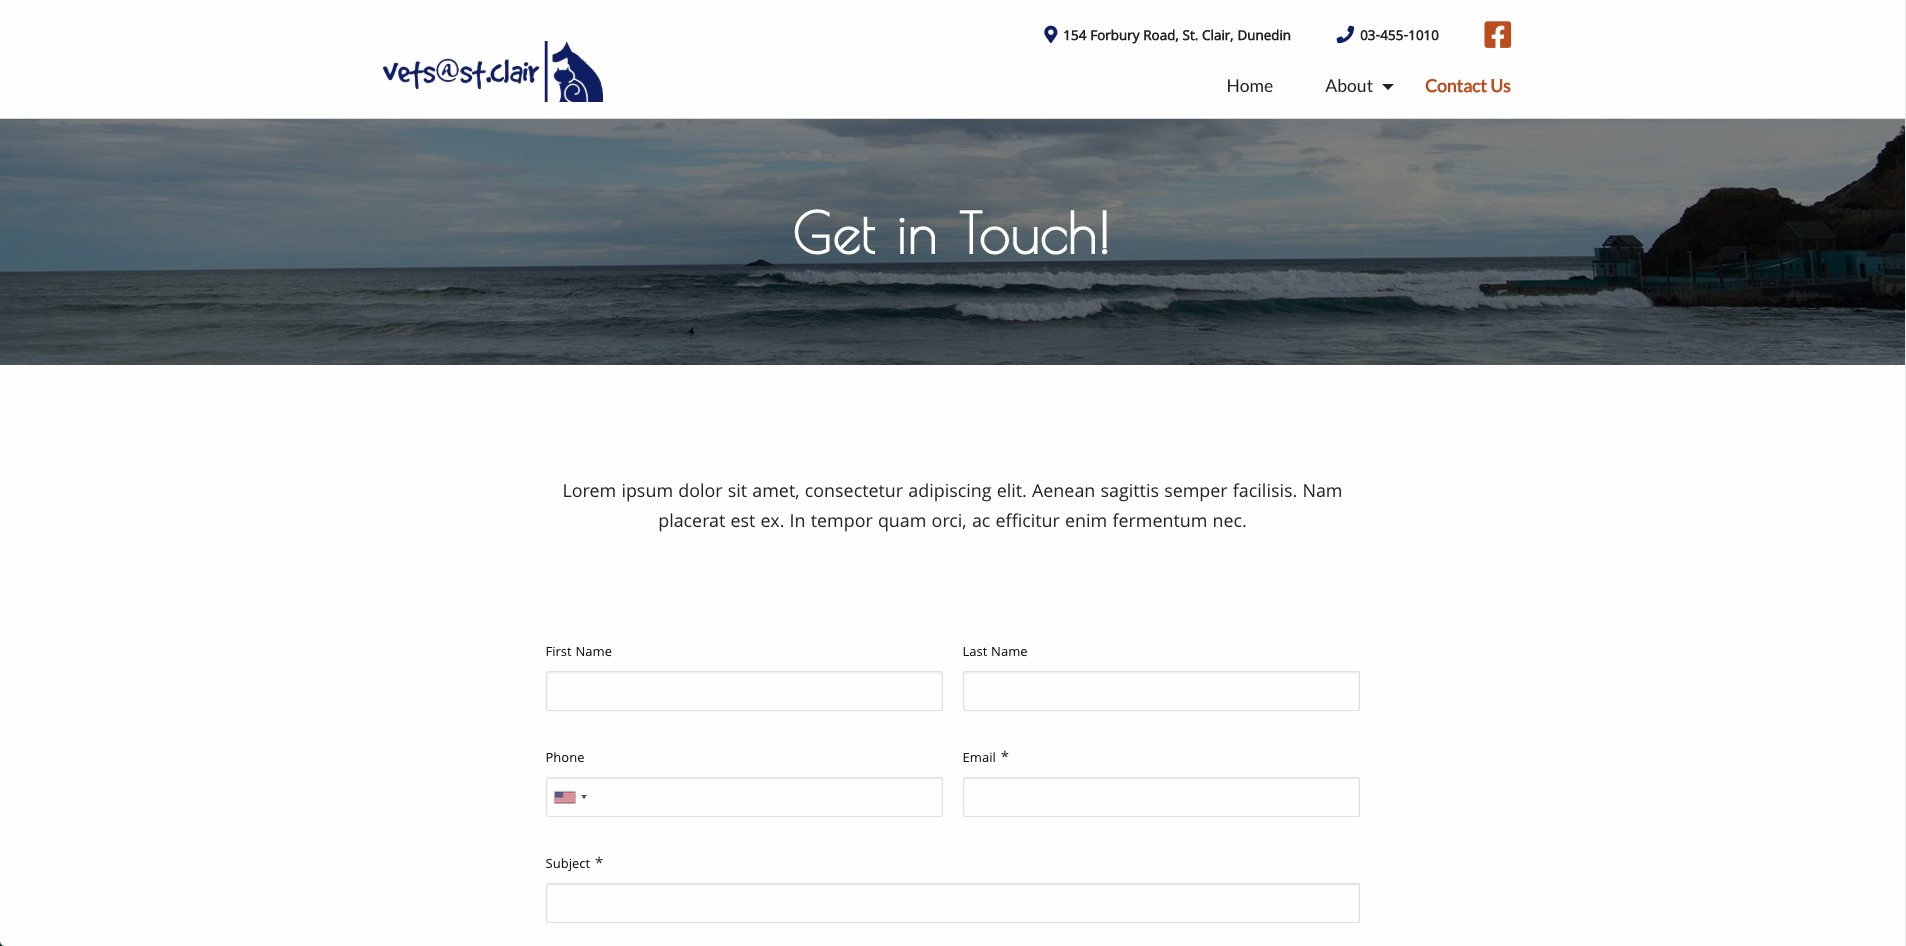 154 Forbury Road, St. Clair, Dunedin
03-455-1010
vets@st.clair
Home
About
Contact Us
Get in Touch!
Lorem ipsum dolor sit amet, consectetur adipiscing elit. Aenean sagittis semper facilisis. Nam
placerat est ex. In tempor quam orci, ac efficitur enim fermentum nec.
First Name
Last Name
Phone
Email *
Subject *